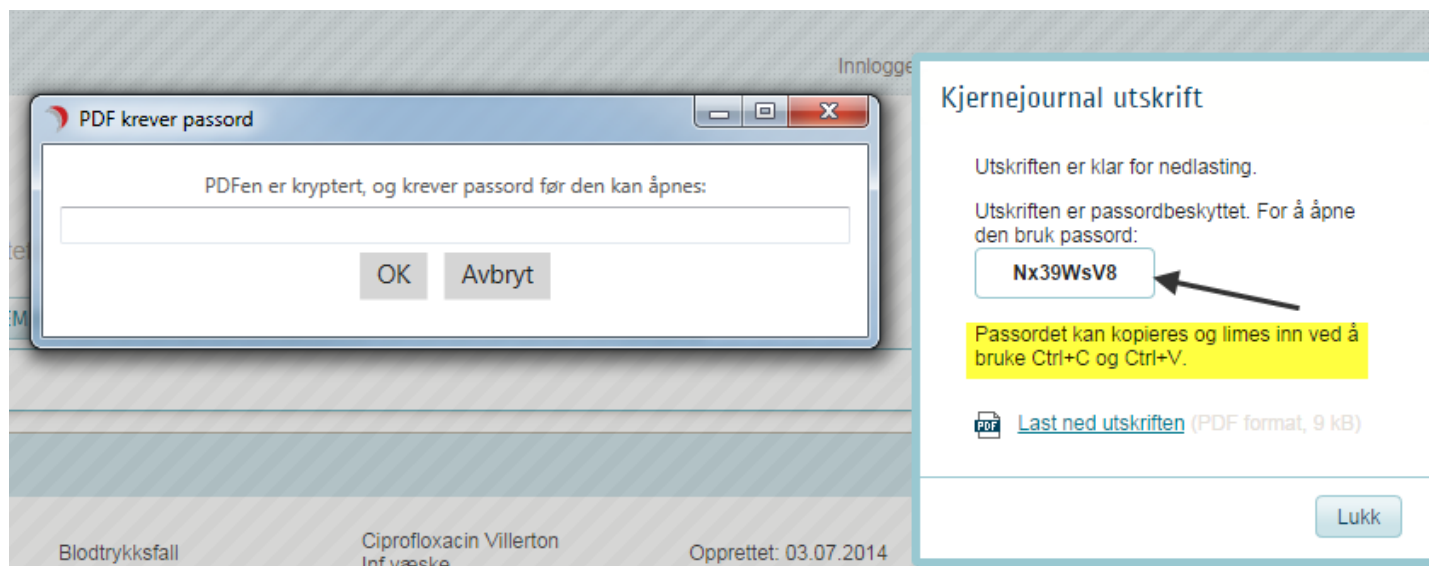 Innlogge
PDF krever passord
PDFen er kryptert, og krever passord før den kan åpnes:
OK
Avbryt
Kjernejournal utskrift
Utskriften er klar for nedlasting.
Utskriften er passordbeskyttet. For å åpne
den bruk passord:
Nx39WsV8
Passordet kan kopieres og limes inn ved å
bruke Ctrl+C og Ctrl+V.
PDF
Last ned utskriften (PDF format, 9 kB)
Lukk
Blodtrykksfall
Ciprofloxacin Villerton
Inf.væske
Opprettet: 03.07.2014